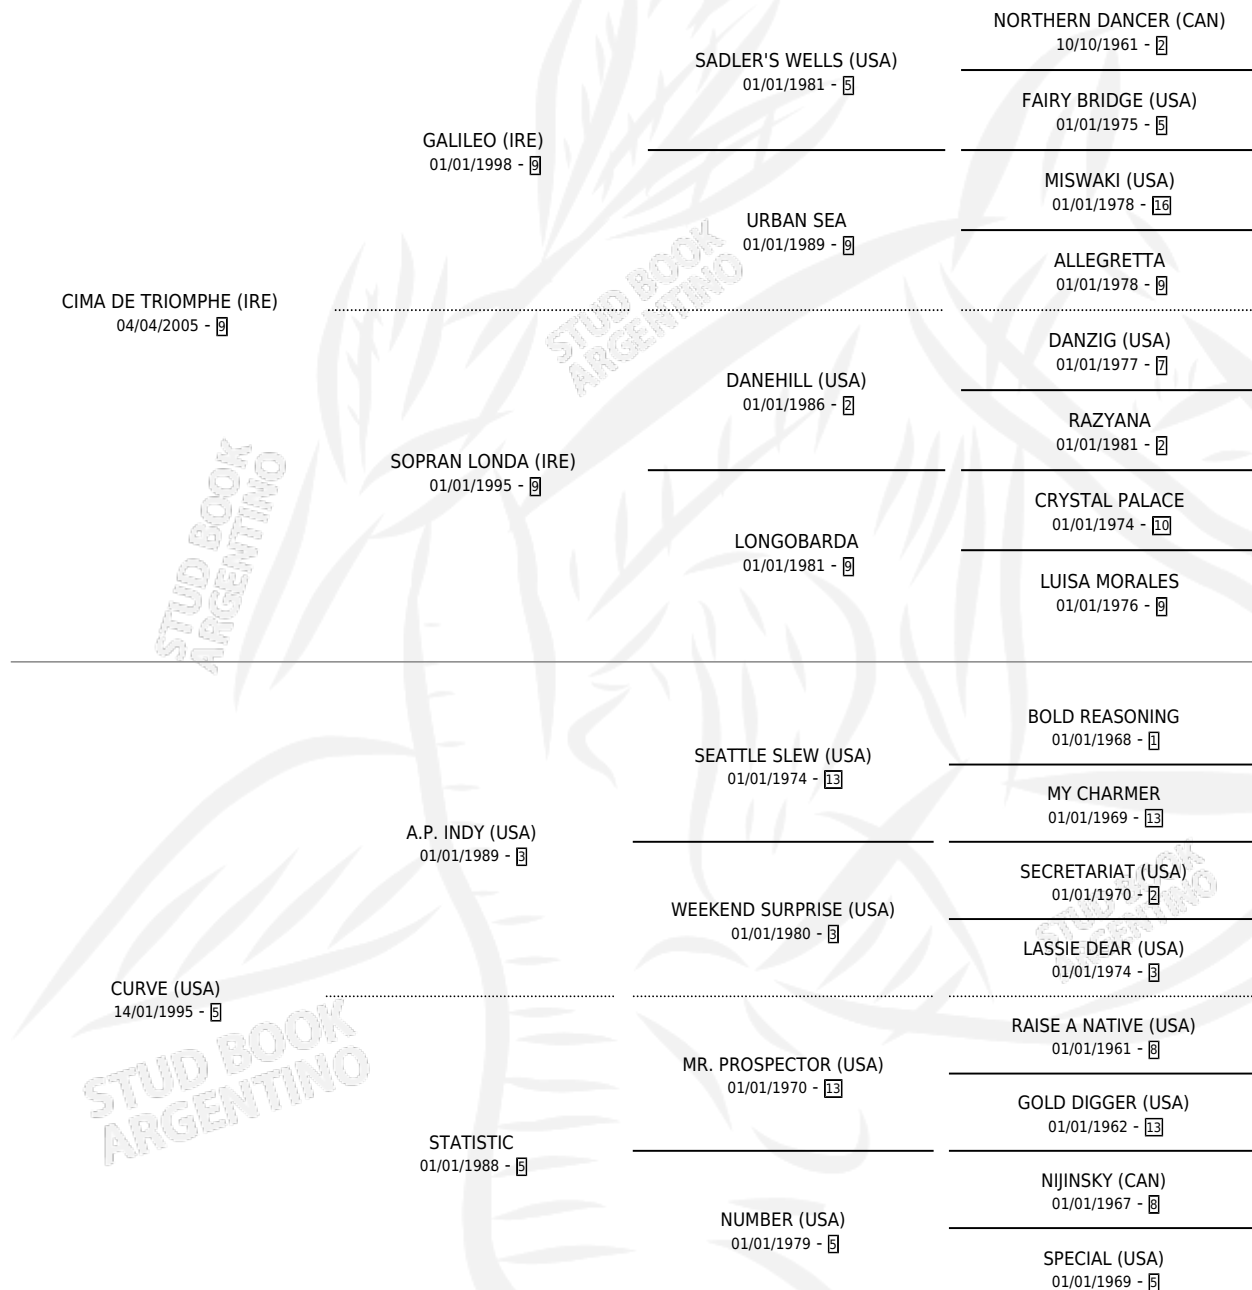 NORTHERN DANCER (CAN)
10/10/1961 - 2
SADLER'S WELLS (USA)
01/01/1981 - 5
FAIRY BRIDGE (USA)
01/01/1975 - 5
GALILEO (IRE)
01/01/1998 - 9
MISWAKI (USA)
01/01/1978 - 16
URBAN SEA
01/01/1989 - 9
ALLEGRETTA
01/01/1978 - 9
CIMA DE TRIOMPHE (IRE)
04/04/2005 - 9
STUD BOOK
ARGENTINO
DANZIG (USA)
01/01/1977 - 7
DANEHILL (USA)
01/01/1986 - 2
RAZYANA
01/01/1981 - 2
SOPRAN LONDA (IRE)
01/01/1995 - 9
CRYSTAL PALACE
01/01/1974 - 10
LONGOBARDA
01/01/1981 - 9
LUISA MORALES
01/01/1976 - 9
STUD BOOK
ARGENTINO
BOLD REASONING
01/01/1968 - 1
SEATTLE SLEW (USA)
01/01/1974 - 13
MY CHARMER
01/01/1969 - 13
A.P. INDY (USA)
01/01/1989 - 3
SECRETARIAT (USA)
01/01/1970 - 2
STUD BOOK
ARGENTINO
WEEKEND SURPRISE (USA)
01/01/1980 - 3
LASSIE DEAR (USA)
01/01/1974 - 3
CURVE (USA)
14/01/1995 - 5
STUD BOOK
ARGENTINO
RAISE A NATIVE (USA)
01/01/1961 - 8
MR. PROSPECTOR (USA)
01/01/1970 - 13
GOLD DIGGER (USA)
01/01/1962 - 13
STATISTIC
01/01/1988 - 5
NIJINSKY (CAN)
01/01/1967 - 8
NUMBER (USA)
01/01/1979 - 5
SPECIAL (USA)
01/01/1969 - 5